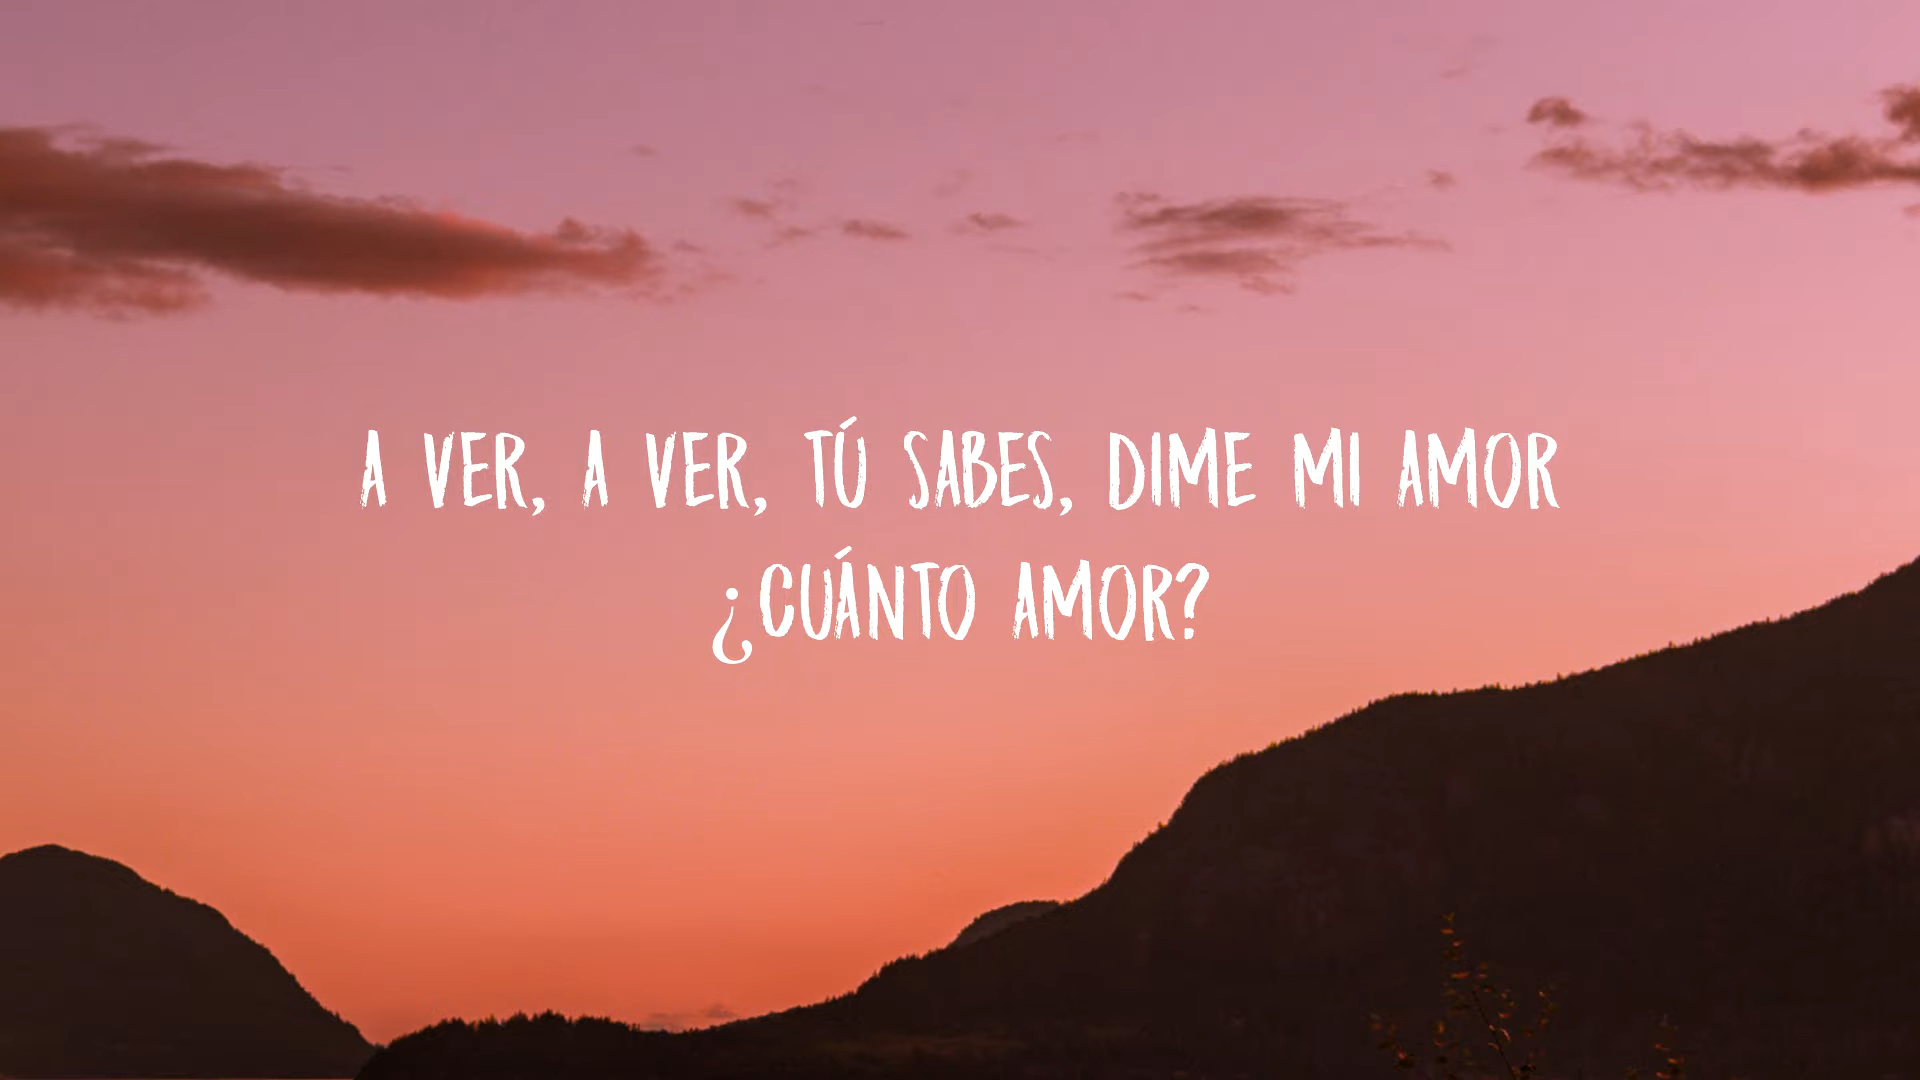 A VER, A VER, TÚ SABES, DIME MI AMOR
¿CUÁNTO AMOR?